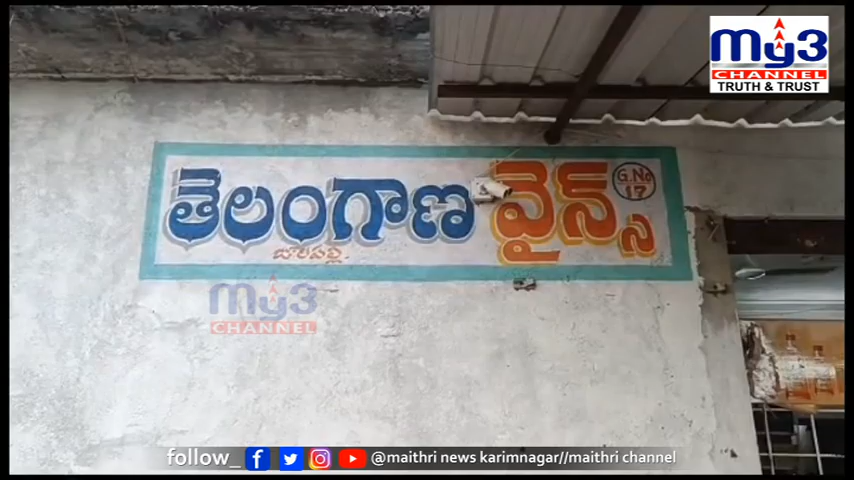 My3
CHANNEL
TRUTH & TRUST
తెలంగాణ వైన్స్
G.No
17
My3
CHANNEL
follow_ @maithri news karimnagar//maithri channel